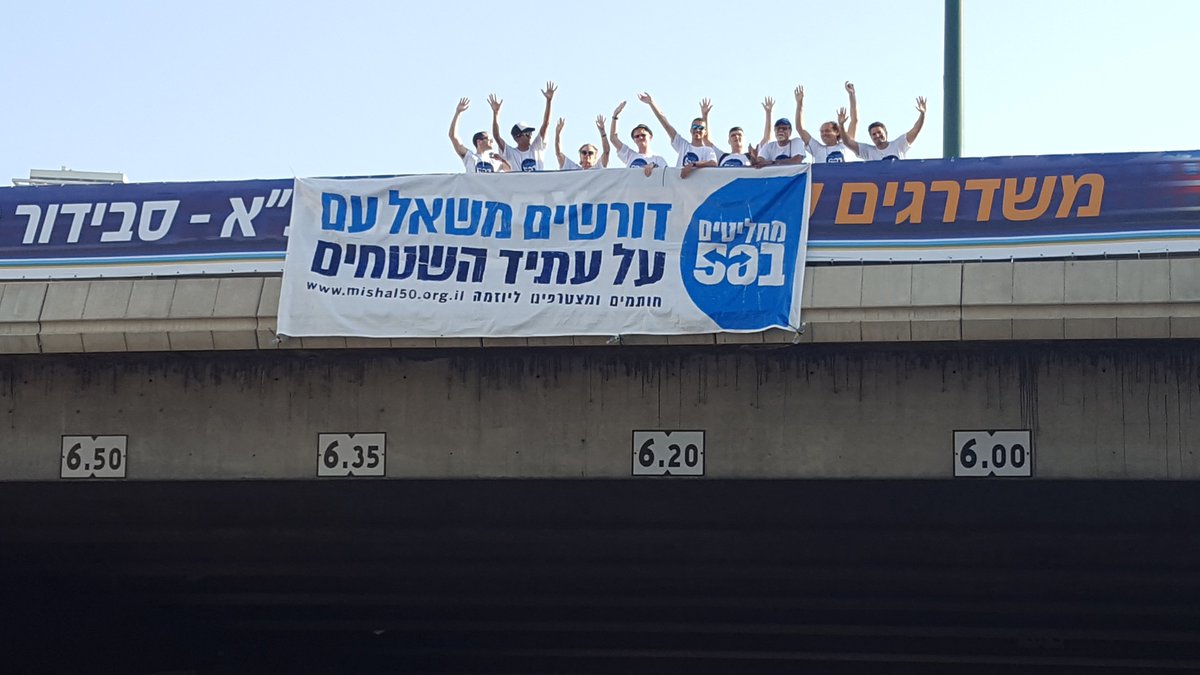 משדרגים
"א - סבידור
מחליטים
ב50
דורשים משאל עם
על עתיד השטחים
חותמים ומצטרפים ליוזמה www.mishal50.org.il
6.50
6.35
6.20
6.00